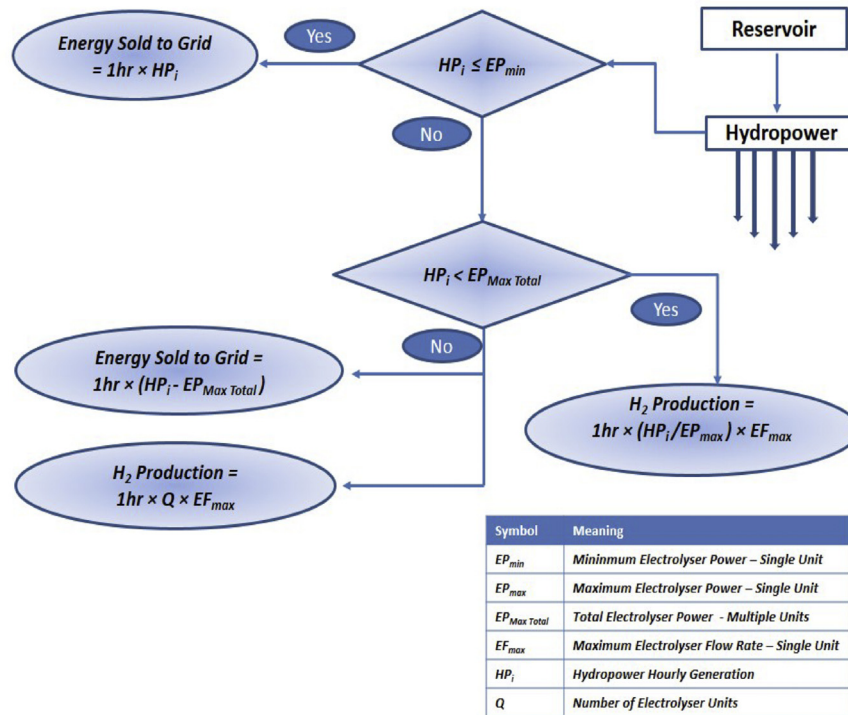 Energy Sold to Grid
= 1hr × HPi
Yes
HPi ≤ EPmin
Reservoir
Hydropower
No
HPi < EPMax Total
Yes
No
Energy Sold to Grid =
1hr × (HPi - EPMax Total)
H2 Production =
1hr × (HPi/EPmax) × EFmax
H2 Production =
1hr × Q × EFmax
Symbol Meaning
EPmin Mininmum Electrolyser Power – Single Unit
EPmax Maximum Electrolyser Power – Single Unit
EPMax Total Total Electrolyser Power - Multiple Units
EFmax Maximum Electrolyser Flow Rate – Single Unit
HPi Hydropower Hourly Generation
Q Number of Electrolyser Units